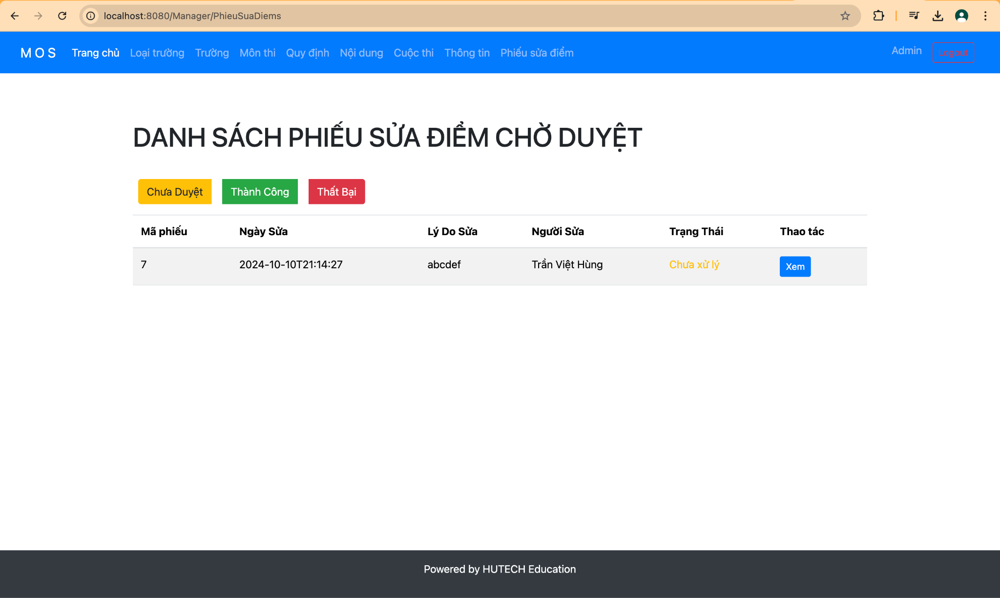 localhost:8080/Manager/PhieuSuaDiems
M O S Trang chủ Loại trường Trường Môn thi Quy định Nội dung Cuộc thi Thông tin Phiếu sửa điểm Admin Logout
DANH SÁCH PHIẾU SỬA ĐIỂM CHỜ DUYỆT
Chưa Duyệt Thành Công Thất Bại
Mã phiếu Ngày Sửa Lý Do Sửa Người Sửa Trạng Thái Thao tác
7 2024-10-10T21:14:27 abcdef Trần Việt Hùng Chưa xử lý Xem
Powered by HUTECH Education